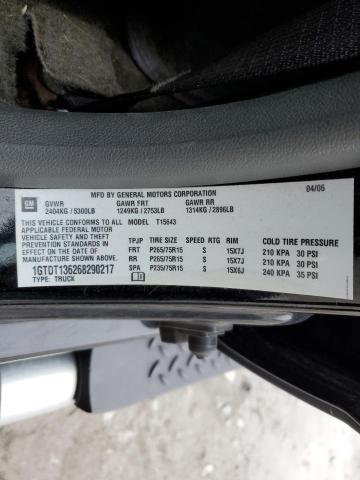 MFD BY GENERAL MOTORS CORPORATION 04/06
GM GVWR GAWR FRT GAWR RR
2404KG / 5300LB 1249KG / 2753LB 1314KG / 2896LB
THIS VEHICLE CONFORMS TO ALL MODEL T15643
APPLICABLE FEDERAL MOTOR
VEHICLE SAFETY, BUMPER, AND TPJP TIRE SIZE SPEED RTG RIM COLD TIRE PRESSURE
THEFT PREVENTION STANDARDS FRT P265/75R15 S 15X7J 210 KPA 30 PSI
IN EFFECT ON THE DATE OF RR P265/75R15 S 15X7J 210 KPA 30 PSI
MANUFACTURE SHOWN ABOVE. SPA P235/75R15 S 15X6J 240 KPA 35 PSI
1GTDT136268290217
TYPE: TRUCK